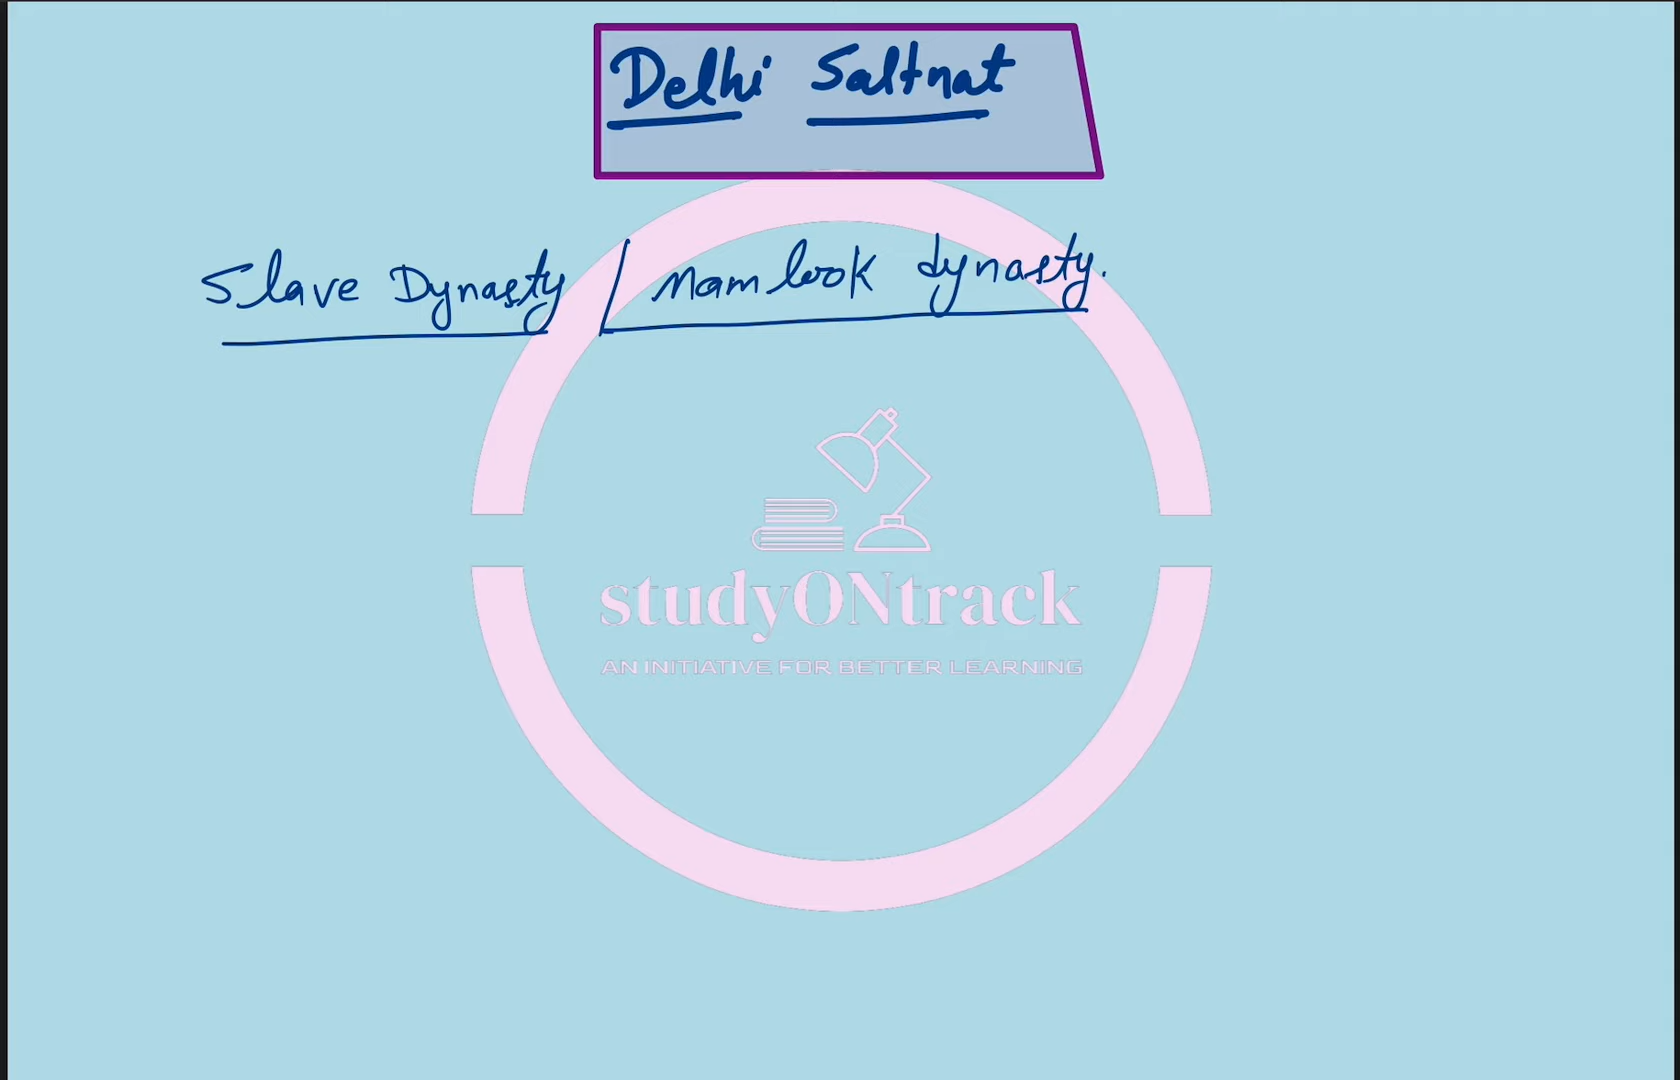 Delhi Saltnat
Slave Dynasty / Mamlook dynasty.
studyONtrack
AN INITIATIVE FOR BETTER LEARNING